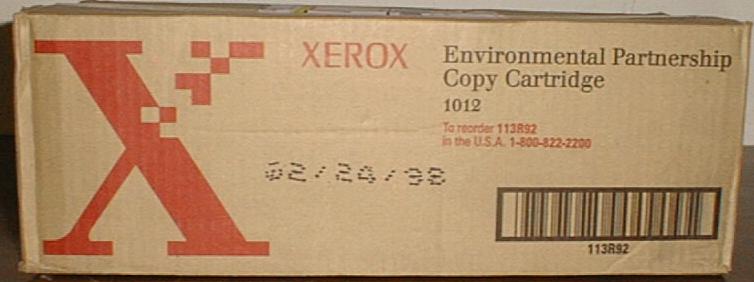 XEROX
Environmental Partnership
Copy Cartridge
1012
To reorder 113R92
in the U.S.A. 1-800-822-2200
02/24/98
113R92